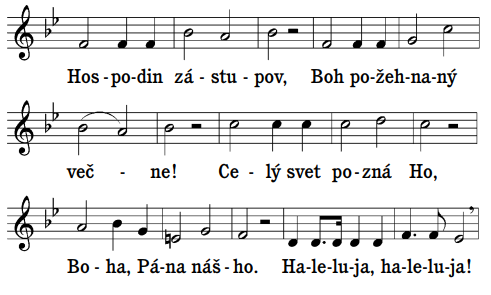 Hos - po - din zá - stu - pov, Boh po - žeh - na - ný
več - ne! Ce - lý svet po - zná Ho,
Bo - ha, Pá - na náš - ho. Ha - le - lu - ja, ha - le - lu - ja!